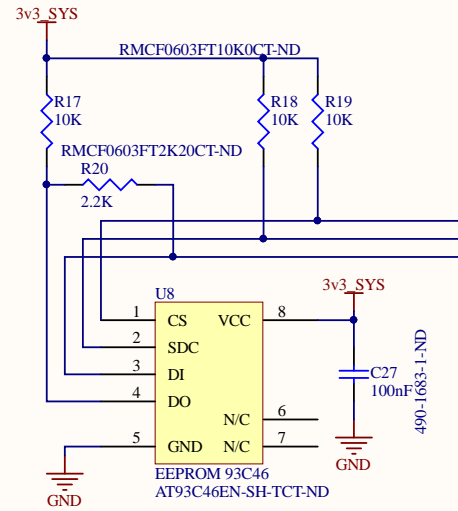 3v3_SYS
RMCF0603FT10K0CT-ND
R17
10K
R18
10K
R19
10K
RMCF0603FT2K20CT-ND
R20
2.2K
U8
3v3_SYS
1
CS
VCC
8
2
SDC
3
DI
4
DO
C27
100nF
490-1683-1-ND
N/C
6
5
GND
N/C
7
GND
GND
EEPROM 93C46
AT93C46EN-SH-TCT-ND